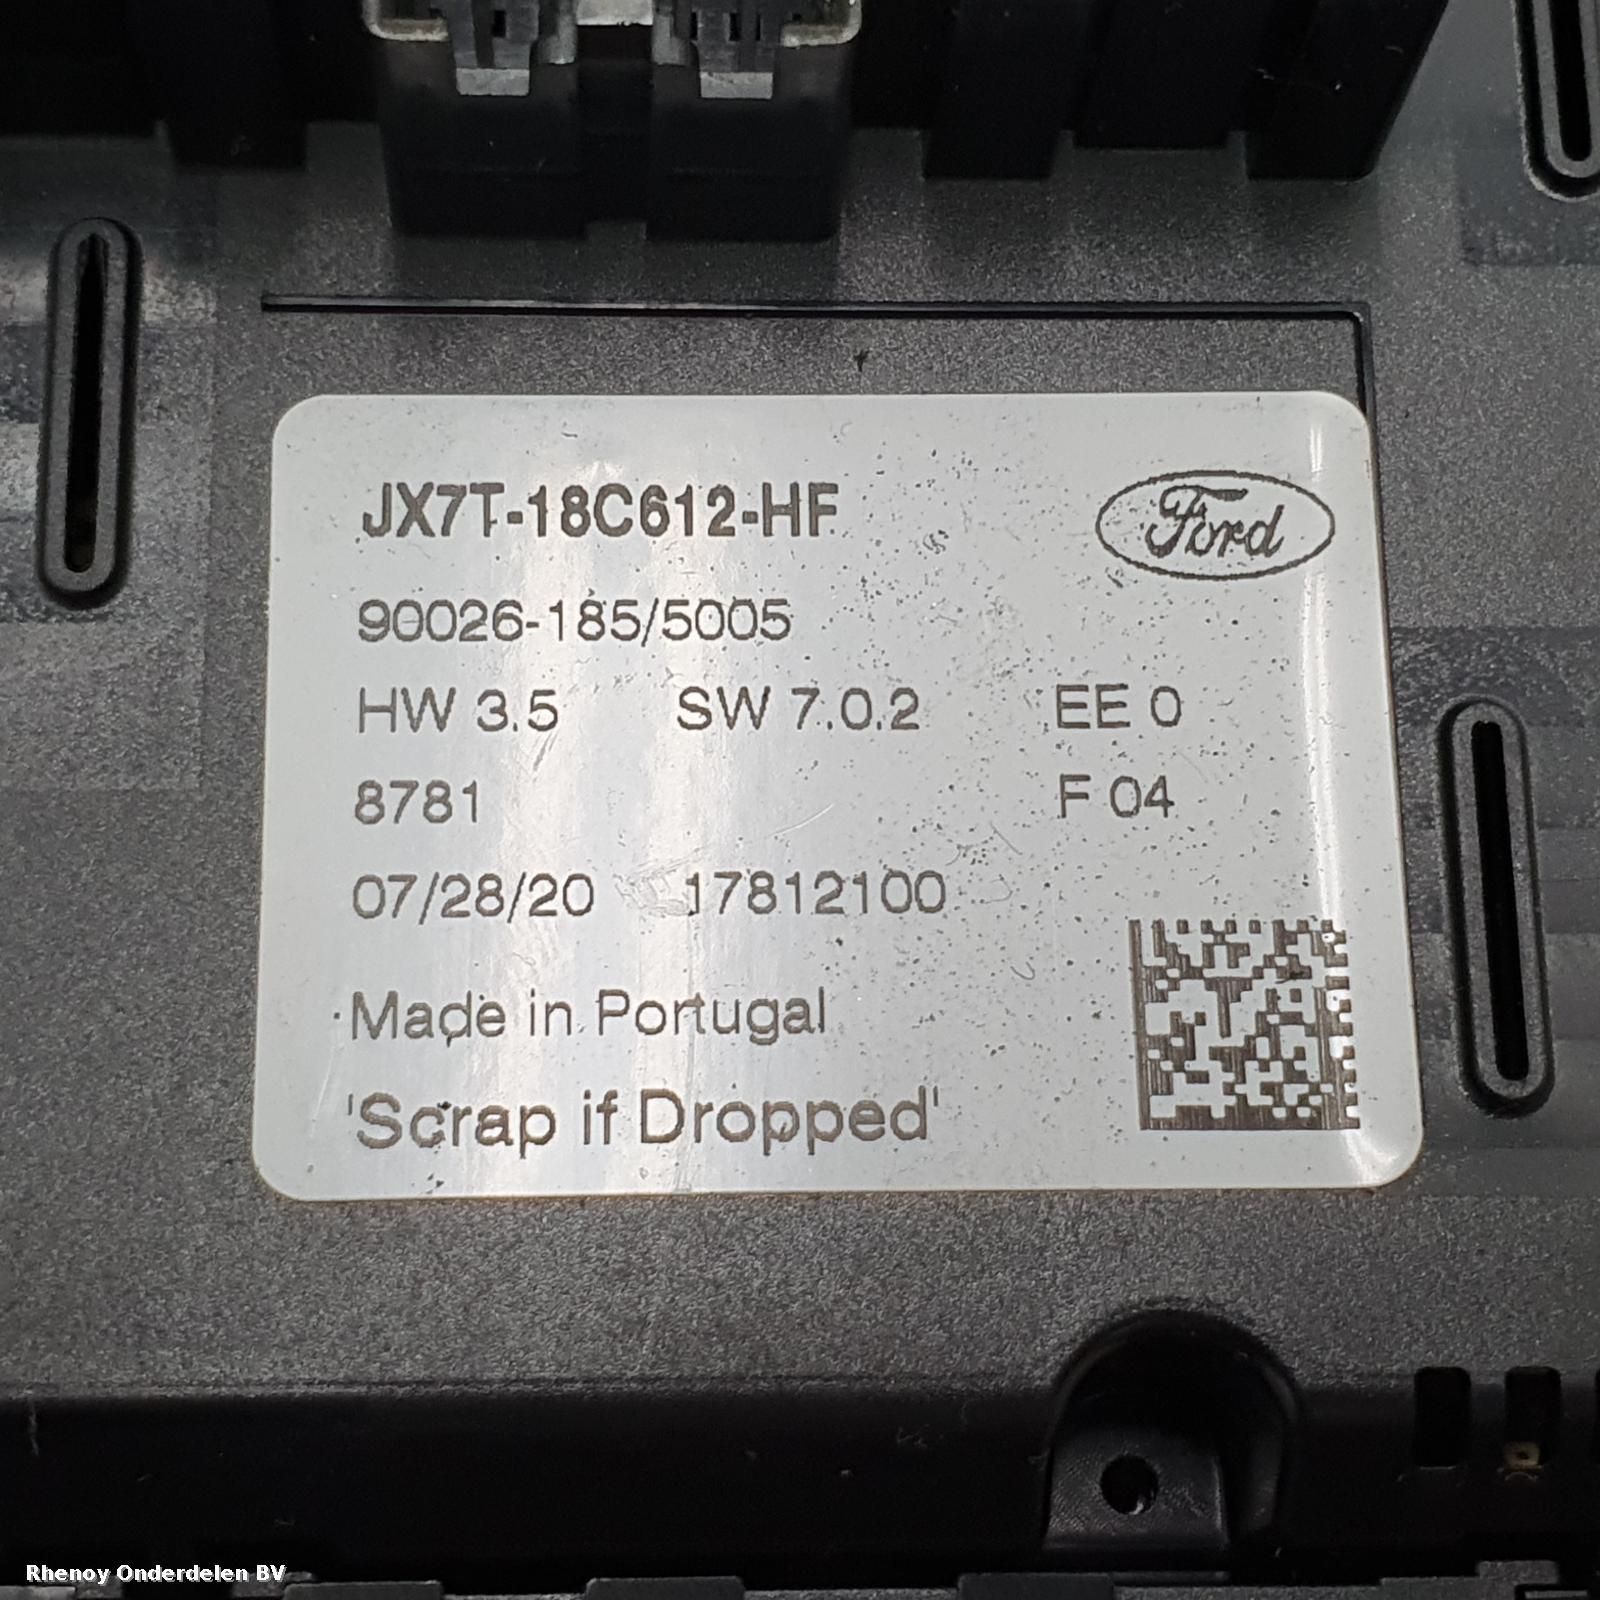 JX7T-18C612-HF
Ford
90026-185/5005
HW 3.5 SW 7.0.2 EE 0
8781 F 04
07/28/20 17812100
Made in Portugal
'Scrap if Dropped'
Rhenoy Onderdelen BV